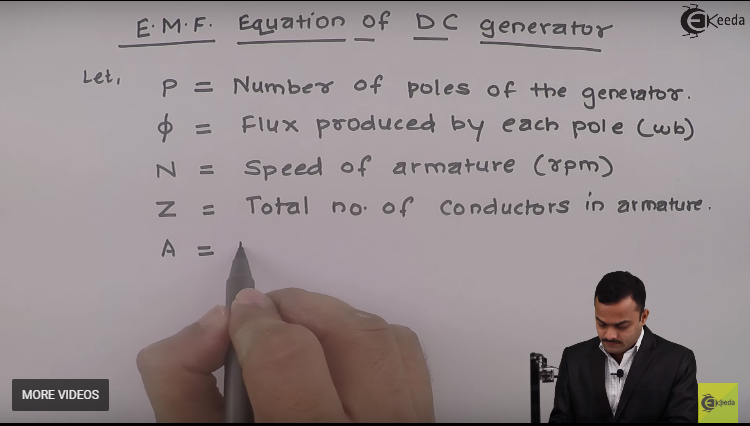 E.M.F. Equation of DC generator
EKeeda
Let,
P = Number of poles of the generator.
ϕ = Flux produced by each pole (wb)
N = Speed of armature (rpm)
Z = Total no. of conductors in armature.
A =
MORE VIDEOS
EKeeda